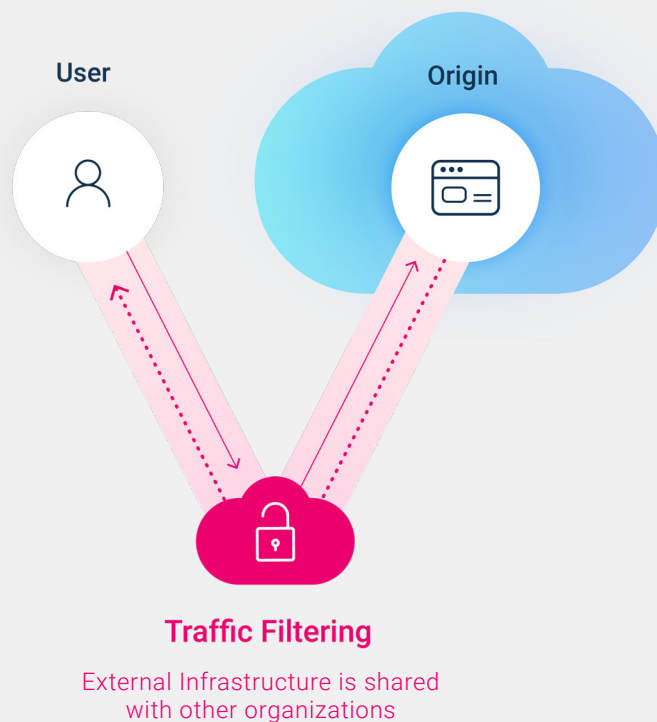 User
Origin
Traffic Filtering
External Infrastructure is shared
with other organizations